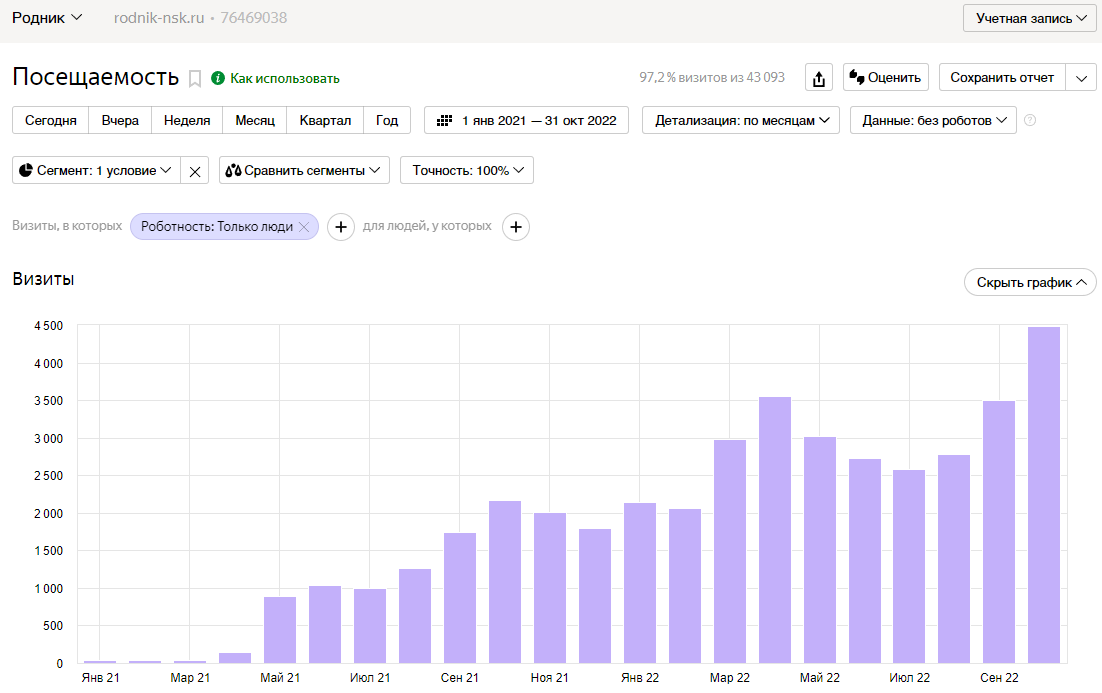 Родник rodnik-nsk.ru • 76469038 Учетная запись
Посещаемость Как использовать 97,2 % визитов из 43 093 Оценить Сохранить отчет
Сегодня Вчера Неделя Месяц Квартал Год 1 янв 2021 — 31 окт 2022 Детализация: по месяцам Данные: без роботов ?
Сегмент: 1 условие Сравнить сегменты Точность: 100%
Визиты, в которых Роботность: Только люди + для людей, у которых +
Визиты Скрыть график
4 500
4 000
3 500
3 000
2 500
2 000
1 500
1 000
500
0
Янв 21 Мар 21 Май 21 Июл 21 Сен 21 Ноя 21 Янв 22 Мар 22 Май 22 Июл 22 Сен 22